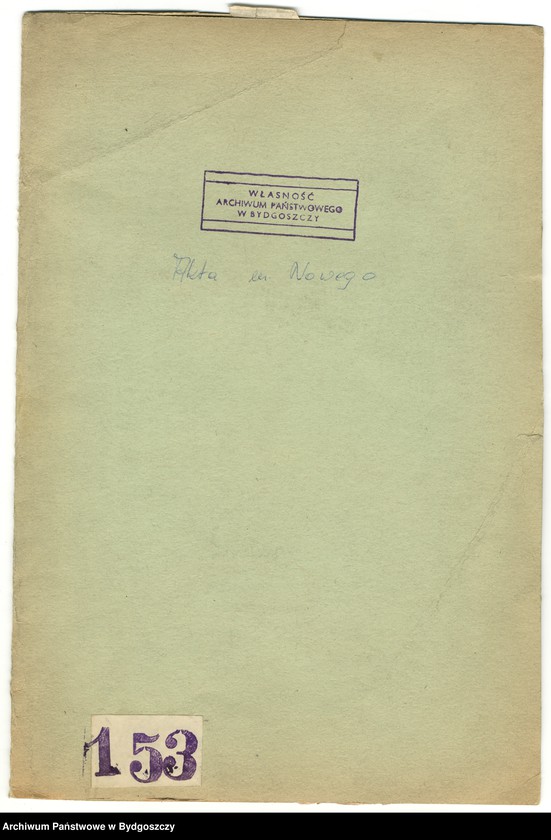 WŁASNOŚĆ
ARCHIWUM PAŃSTWOWEGO
W BYDGOSZCZY
Akta m Nowego
153
Archiwum Państwowe w Bydgoszczy